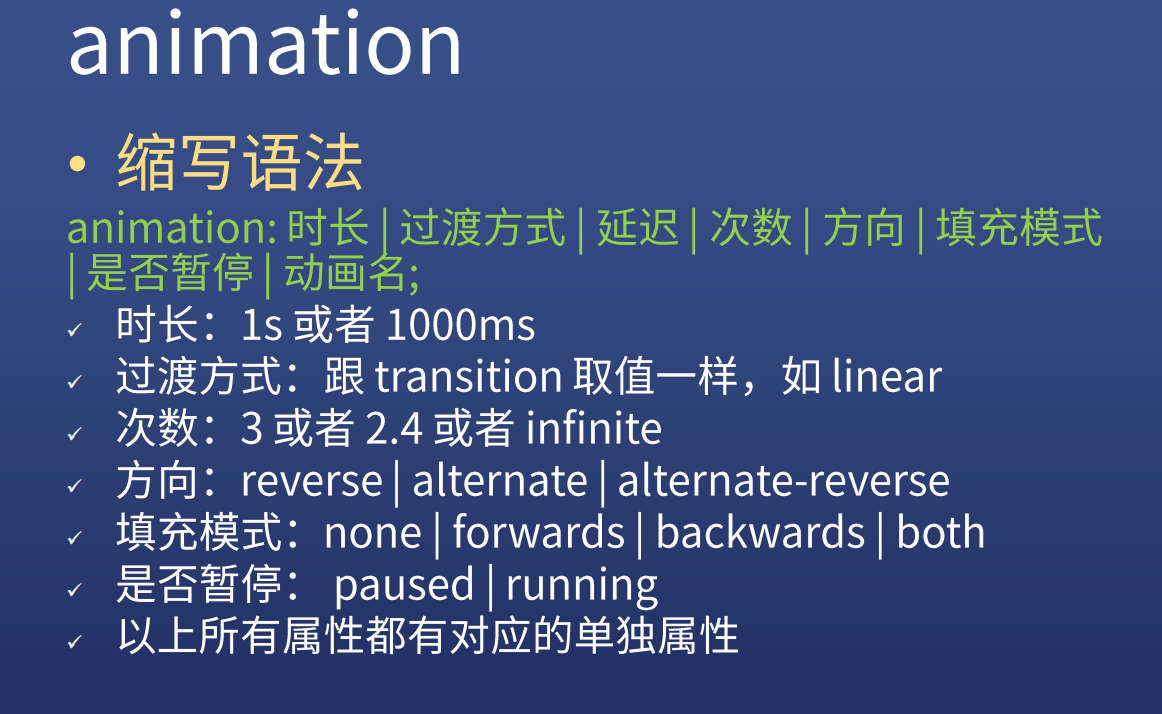 animation
• 缩写语法
animation: 时长 | 过渡方式 | 延迟 | 次数 | 方向 | 填充模式
| 是否暂停 | 动画名;
✓ 时长：1s 或者 1000ms
✓ 过渡方式：跟 transition 取值一样，如 linear
✓ 次数：3 或者 2.4 或者 infinite
✓ 方向：reverse | alternate | alternate-reverse
✓ 填充模式：none | forwards | backwards | both
✓ 是否暂停： paused | running
✓ 以上所有属性都有对应的单独属性